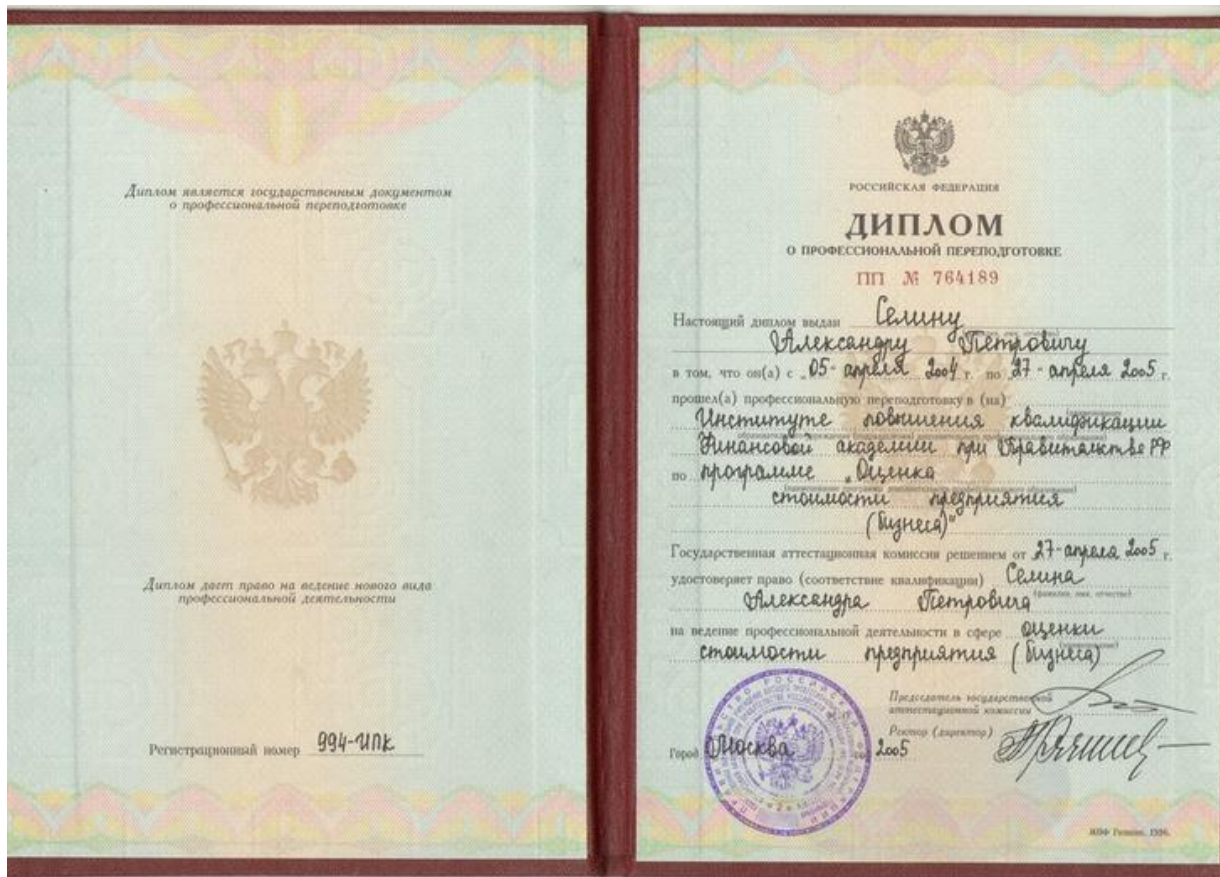 Диплом является государственным документом
о профессиональной переподготовке
Диплом дает право на ведение нового вида
профессиональной деятельности
Регистрационный номер 994-ИПК
РОССИЙСКАЯ ФЕДЕРАЦИЯ
ДИПЛОМ
О ПРОФЕССИОНАЛЬНОЙ ПЕРЕПОДГОТОВКЕ
ПП № 764189
Настоящий диплом выдан Селину
Александру Петровичу
в том, что он(а) с „05-апреля 2004 г. по „27-апреля 2005 г.
прошел(а) профессиональную переподготовку в (на)
Институте повышения квалификации
Финансовой академии при Правительстве РФ
по программе „Оценка
стоимости предприятия
(бизнеса)"
Государственная аттестационная комиссия решением от 27-апреля 2005 г.
удостоверяет право (соответствие квалификации) Селина
(фамилия, имя, отчество)
Александра Петровича
на ведение профессиональной деятельности в сфере оценки
стоимости предприятия (бизнеса)
Председатель государственной
аттестационной комиссии
Ректор (директор)
Город Москва 2005
1996.